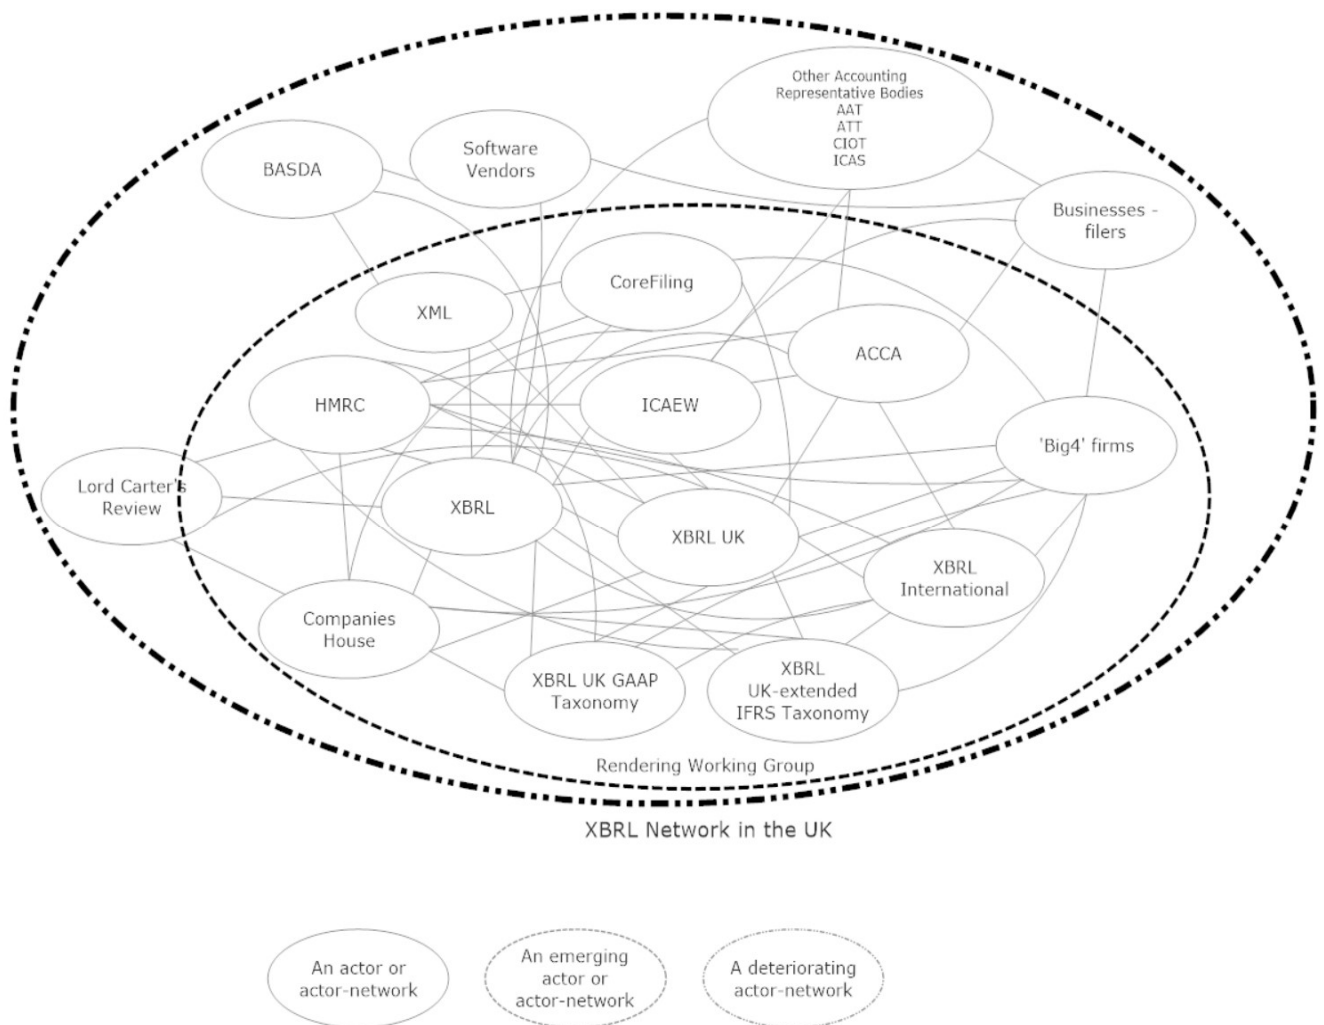 Other Accounting
Representative Bodies
AAT
ATT
CIOT
ICAS
Software
Vendors
BASDA
Businesses -
filers
CoreFiling
XML
ACCA
HMRC
ICAEW
'Big4' firms
Lord Carter's
Review
XBRL
XBRL UK
XBRL
International
Companies
House
XBRL UK GAAP
Taxonomy
XBRL
UK-extended
IFRS Taxonomy
Rendering Working Group
XBRL Network in the UK
An actor or
actor-network
An emerging
actor or
actor-network
A deteriorating
actor-network